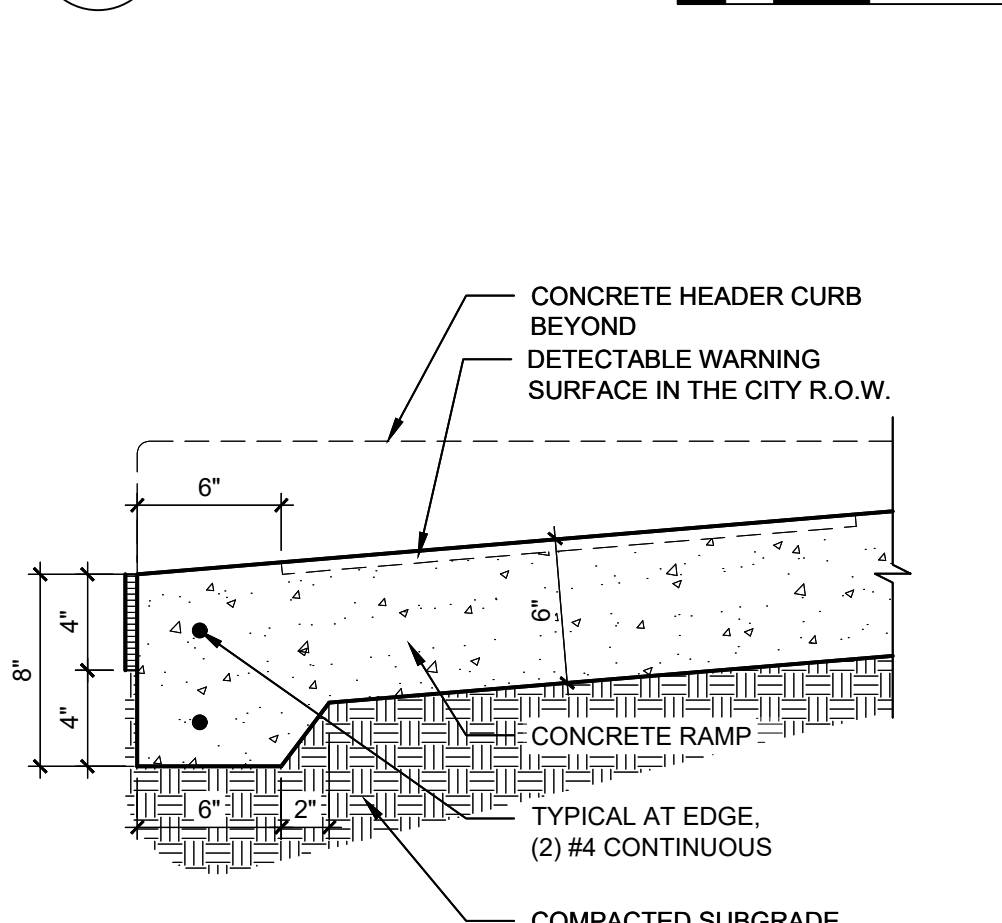 CONCRETE HEADER CURB
BEYOND
DETECTABLE WARNING
SURFACE IN THE CITY R.O.W.
6"
6"
4"
8"
4"
CONCRETE RAMP
6"
2"
TYPICAL AT EDGE,
(2) #4 CONTINUOUS
COMPACTED SUBGRADE